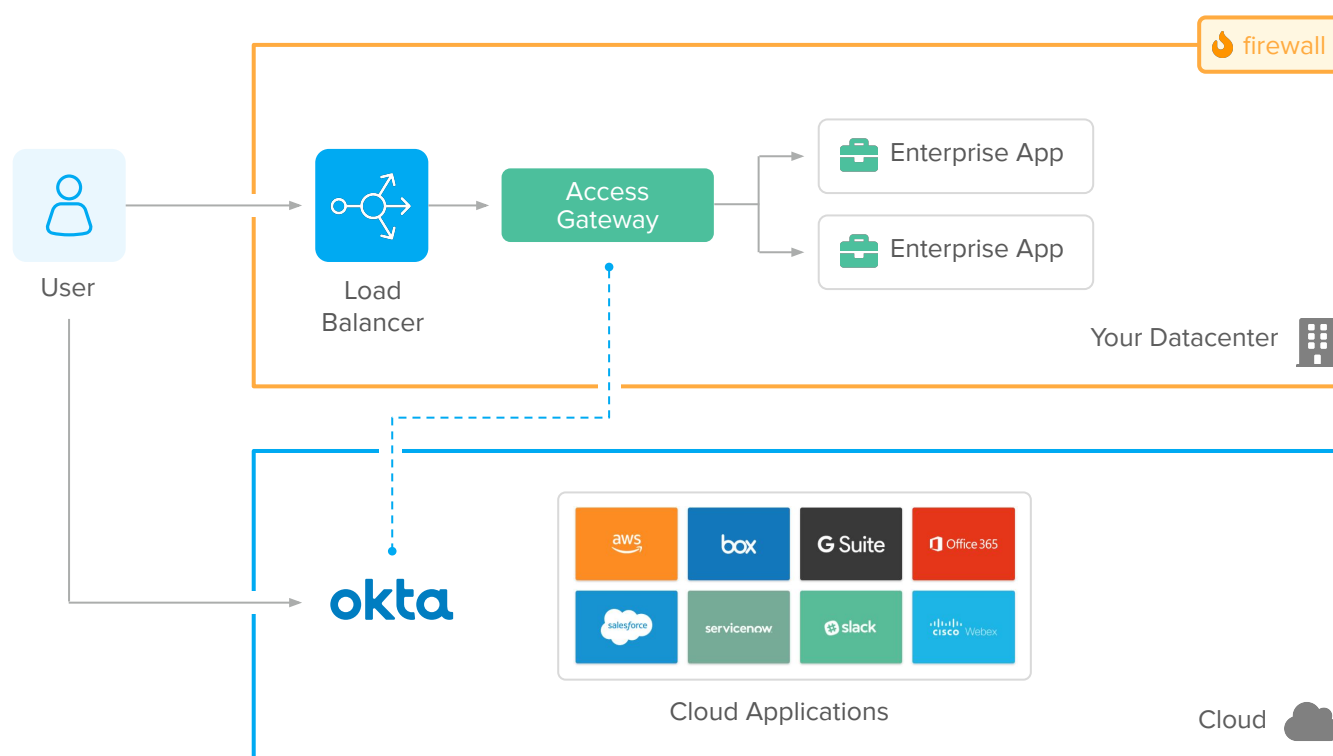 firewall
Enterprise App
Access
Gateway
Enterprise App
User
Load
Balancer
Your Datacenter
aws
box
G Suite
Office 365
okta
salesforce
servicenow
slack
cisco Webex
Cloud Applications
Cloud